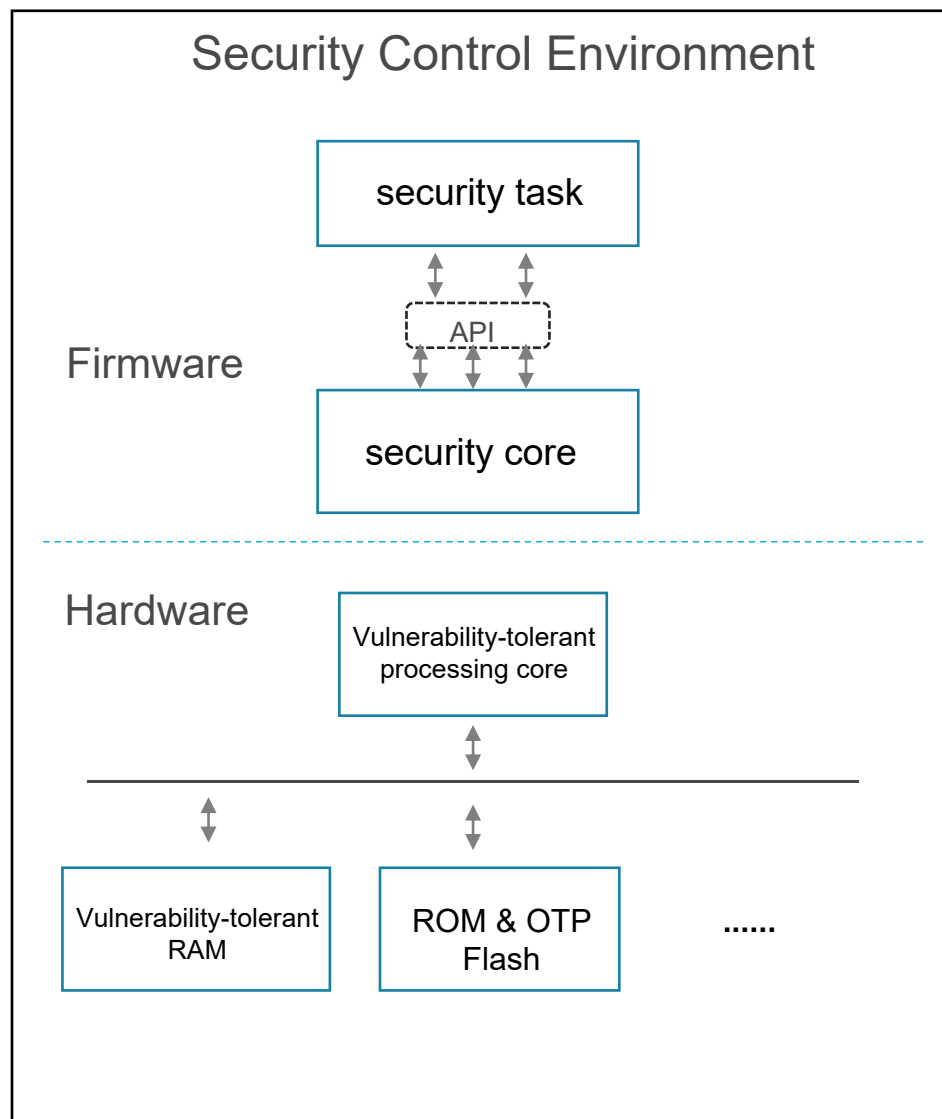 Security Control Environment
security task
API
Firmware
security core
Hardware
Vulnerability-tolerant
processing core
Vulnerability-tolerant
RAM
ROM & OTP
Flash
......